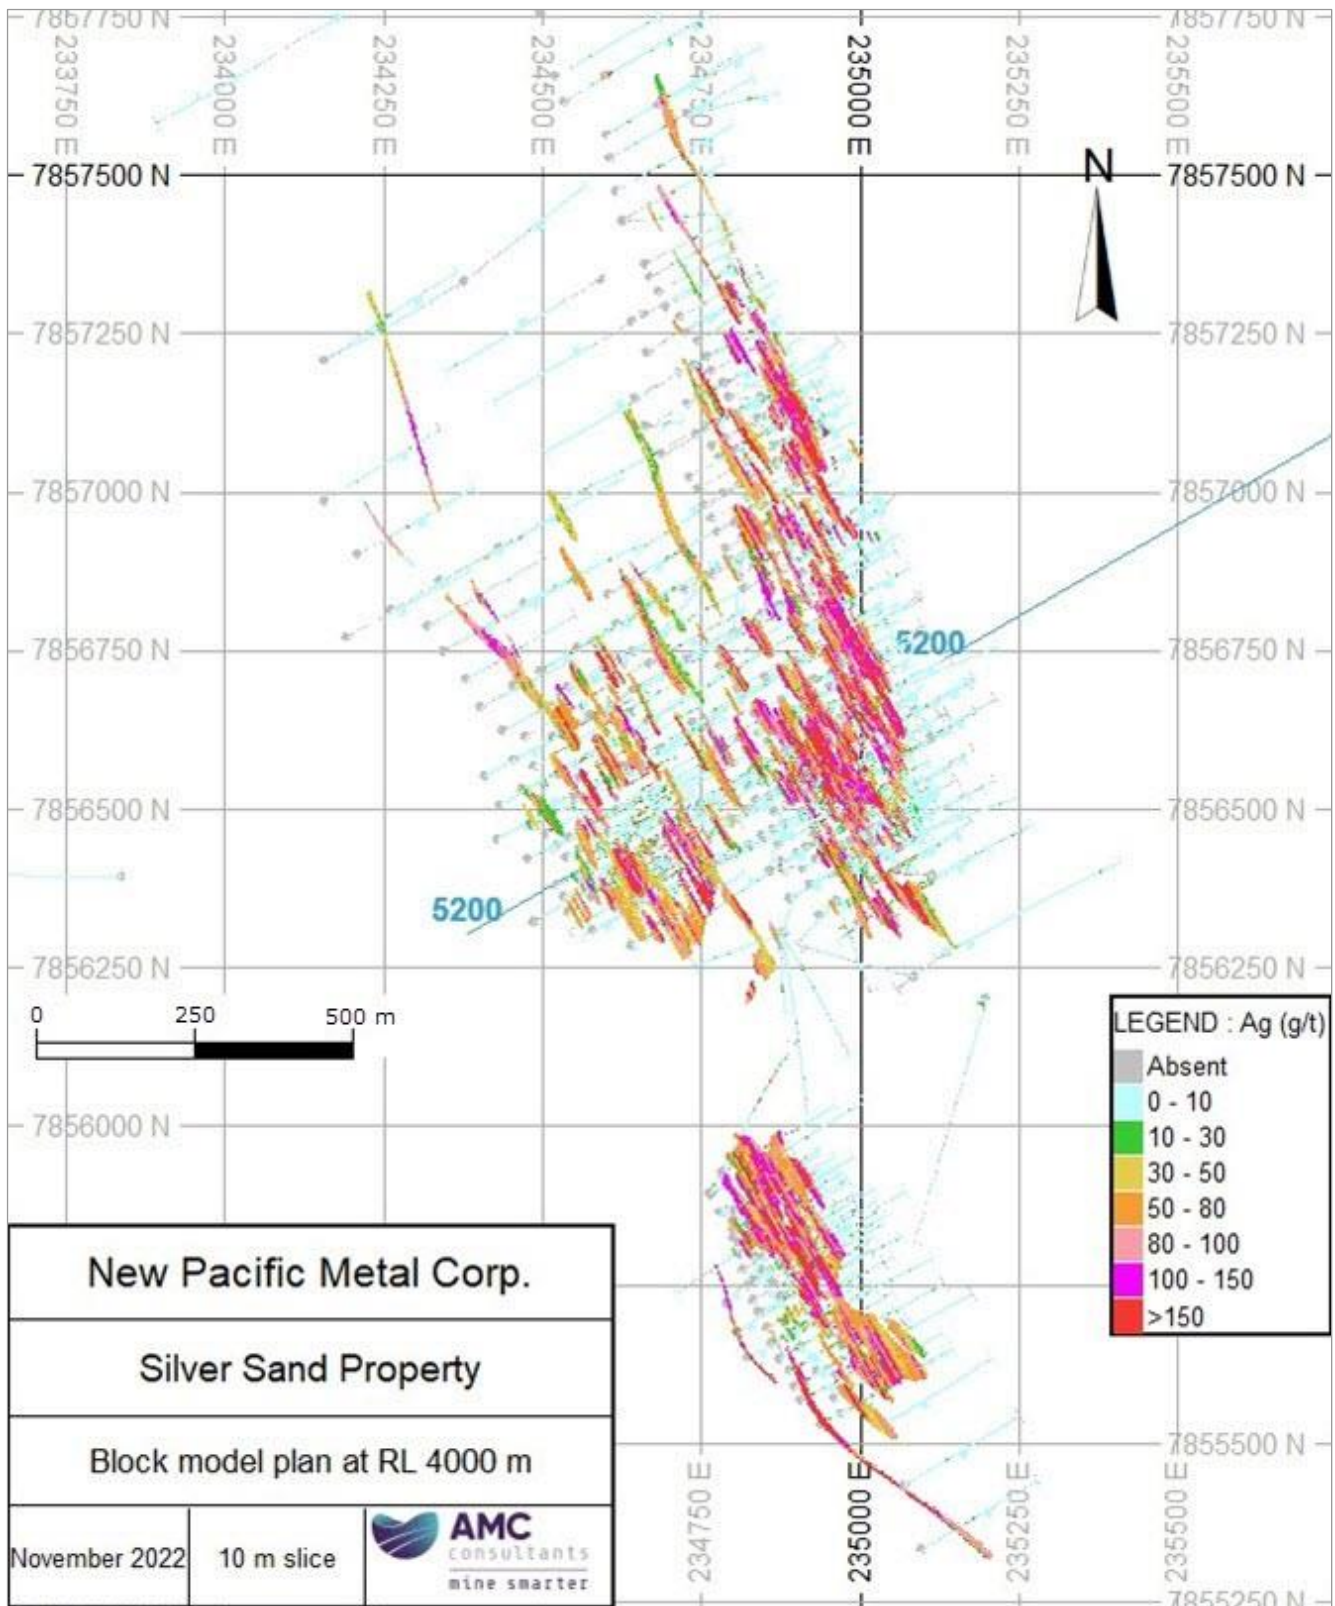 7857750 N
7857750 N
233750 E
234000 E
234250 E
234500 E
234750 E
235000 E
235250 E
235500 E
7857500 N
N
7857500 N
7857250 N
7857250 N
7857000 N
7857000 N
7856750 N
5200
7856750 N
7856500 N
7856500 N
5200
7856250 N
7856250 N
0 250 500 m
LEGEND : Ag (g/t)
Absent
0 - 10
10 - 30
30 - 50
50 - 80
80 - 100
100 - 150
>150
7856000 N
New Pacific Metal Corp.
Silver Sand Property
Block model plan at RL 4000 m
November 2022
10 m slice
AMC
consultants
mine smarter
7855500 N
234750 E
235000 E
235250 E
235500 E
7855250 N